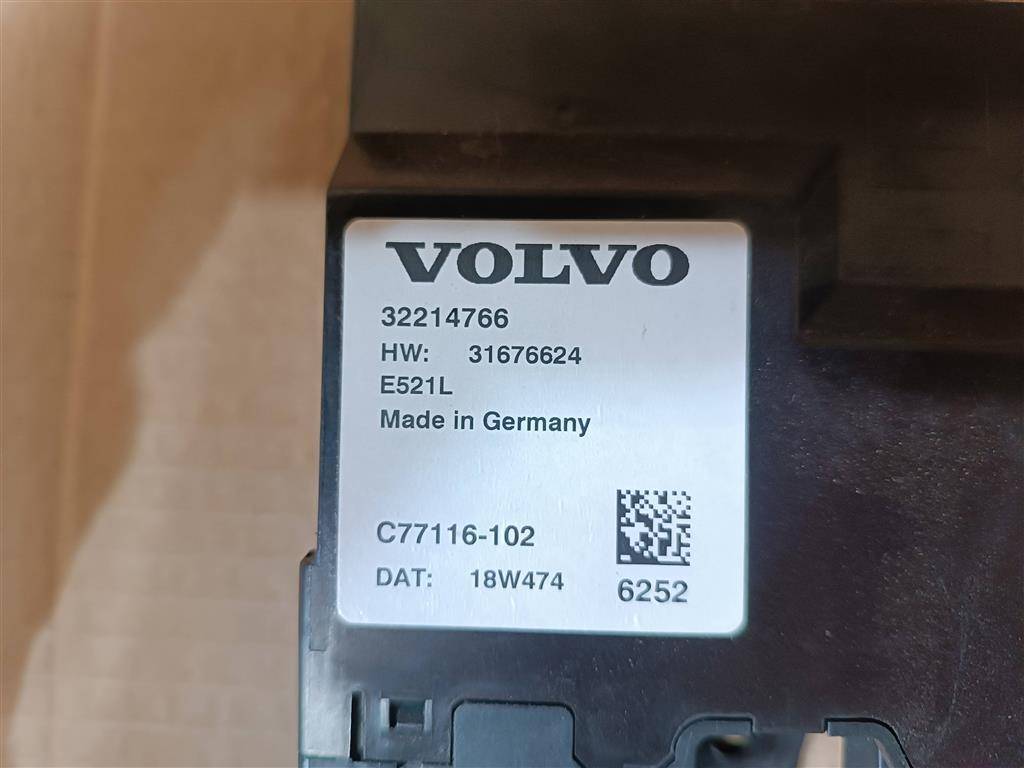 VOLVO
32214766
HW: 31676624
E521L
Made in Germany
C77116-102
DAT: 18W474
6252